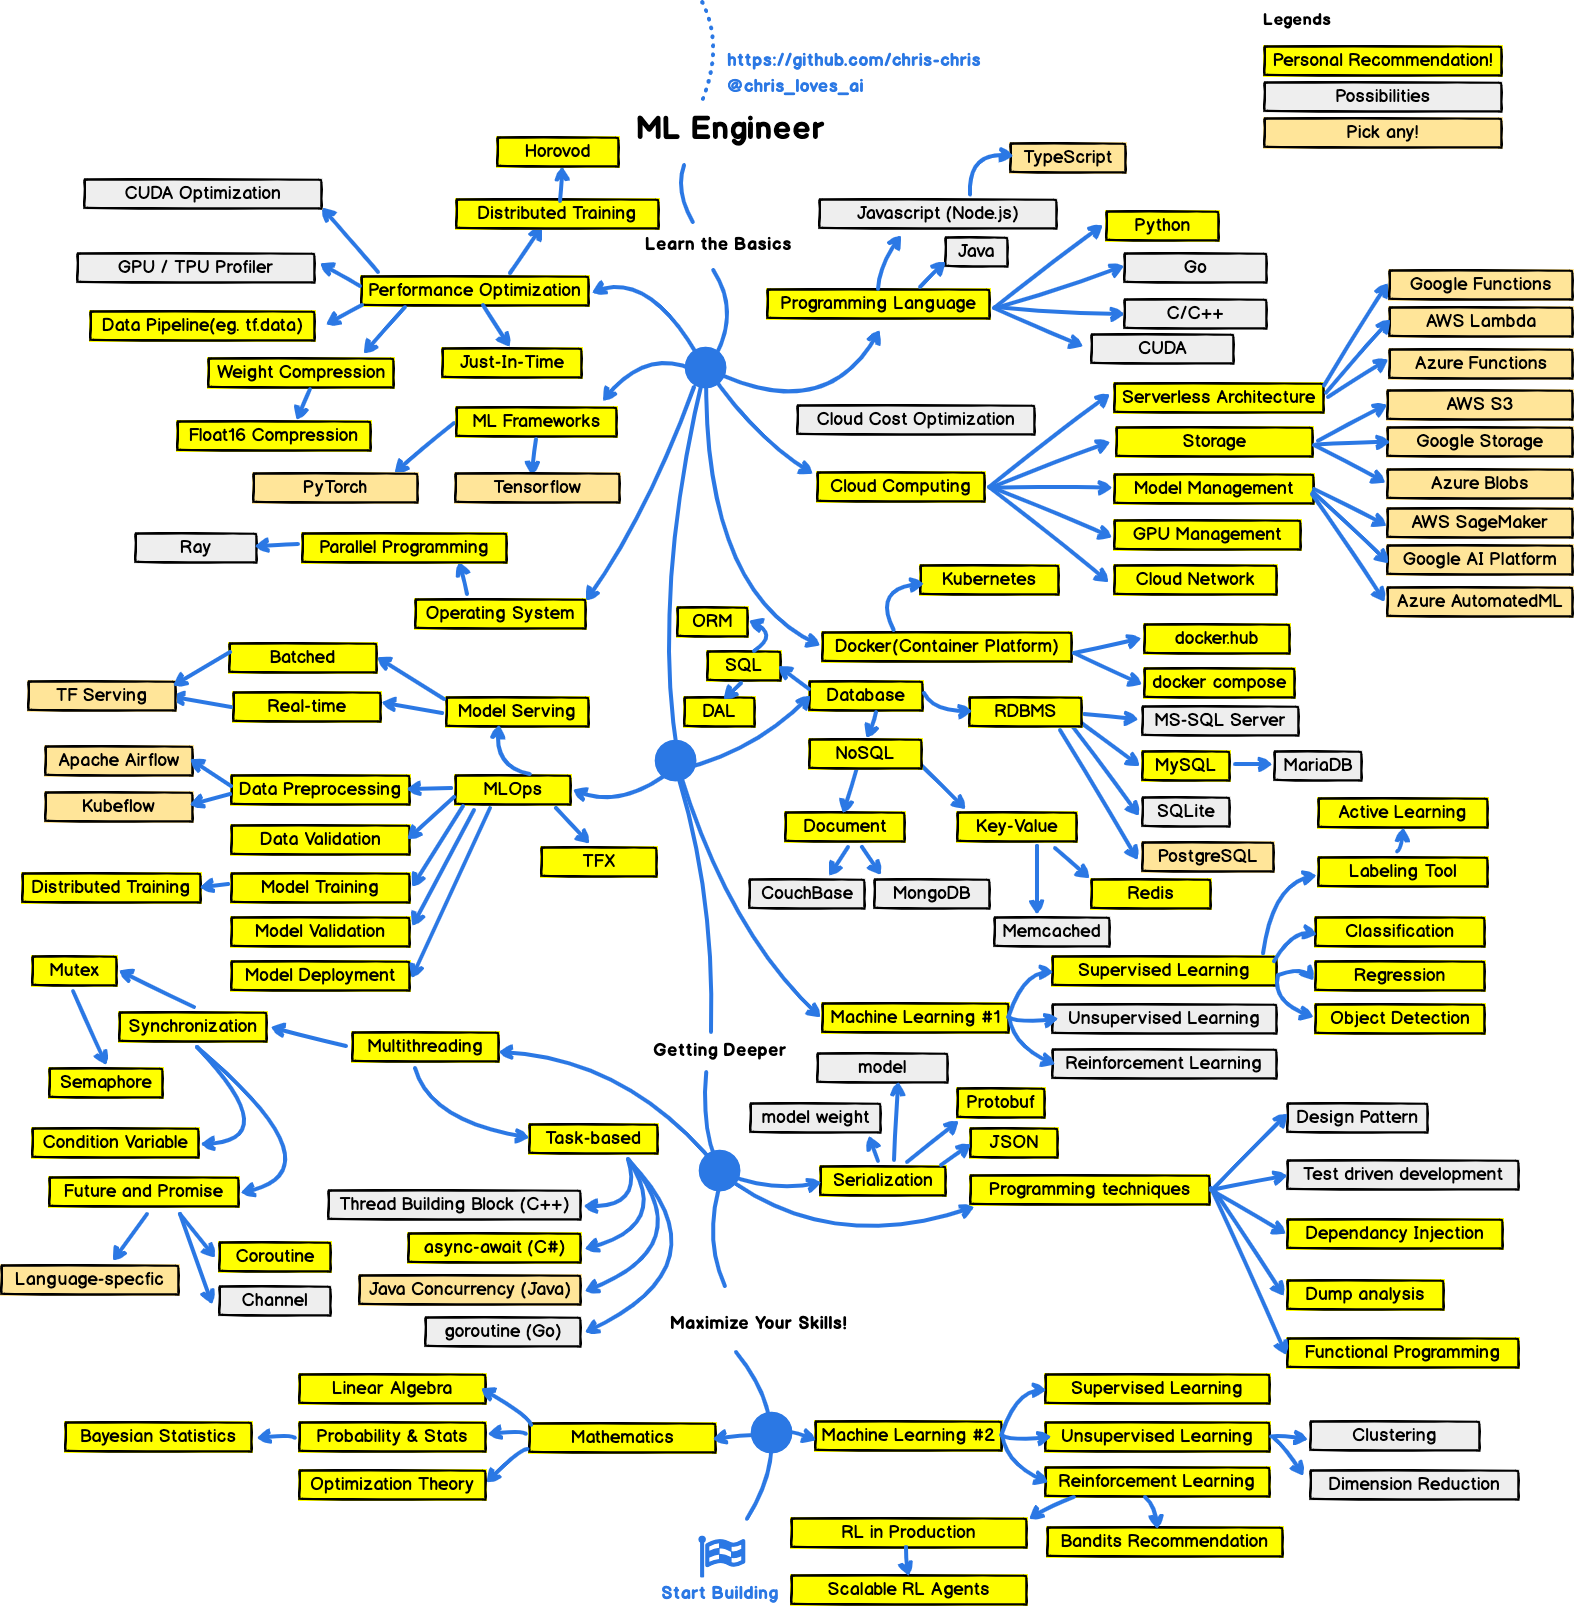 Legends
https://github.com/chris-chris
@chris_loves_ai
Personal Recommendation!
Possibilities
Pick any!
ML Engineer
Horovod
TypeScript
CUDA Optimization
Distributed Training
Javascript (Node.js)
Python
Learn the Basics
Java
GPU / TPU Profiler
Go
Performance Optimization
Programming Language
Google Functions
C/C++
AWS Lambda
Data Pipeline(eg. tf.data)
CUDA
Just-In-Time
Azure Functions
Weight Compression
Serverless Architecture
AWS S3
ML Frameworks
Cloud Cost Optimization
Float16 Compression
Storage
Google Storage
PyTorch
Tensorflow
Cloud Computing
Model Management
Azure Blobs
AWS SageMaker
Ray
Parallel Programming
GPU Management
Google AI Platform
Kubernetes
Cloud Network
Azure AutomatedML
Operating System
ORM
Docker(Container Platform)
docker.hub
Batched
SQL
docker compose
TF Serving
Real-time
Model Serving
DAL
Database
RDBMS
MS-SQL Server
Apache Airflow
NoSQL
MySQL
MariaDB
Data Preprocessing
MLOps
Kubeflow
SQLite
Active Learning
Data Validation
Document
Key-Value
TFX
PostgreSQL
Labeling Tool
Distributed Training
Model Training
CouchBase
MongoDB
Redis
Model Validation
Memcached
Classification
Mutex
Model Deployment
Supervised Learning
Regression
Synchronization
Machine Learning #1
Unsupervised Learning
Object Detection
Multithreading
Getting Deeper
model
Reinforcement Learning
Semaphore
Protobuf
model weight
Design Pattern
Condition Variable
Task-based
JSON
Future and Promise
Serialization
Programming techniques
Test driven development
Thread Building Block (C++)
Coroutine
async-await (C#)
Dependancy Injection
Language-specfic
Channel
Java Concurrency (Java)
Dump analysis
goroutine (Go)
Maximize Your Skills!
Functional Programming
Linear Algebra
Supervised Learning
Bayesian Statistics
Probability & Stats
Mathematics
Machine Learning #2
Unsupervised Learning
Clustering
Optimization Theory
Reinforcement Learning
Dimension Reduction
RL in Production
Bandits Recommendation
Start Building
Scalable RL Agents